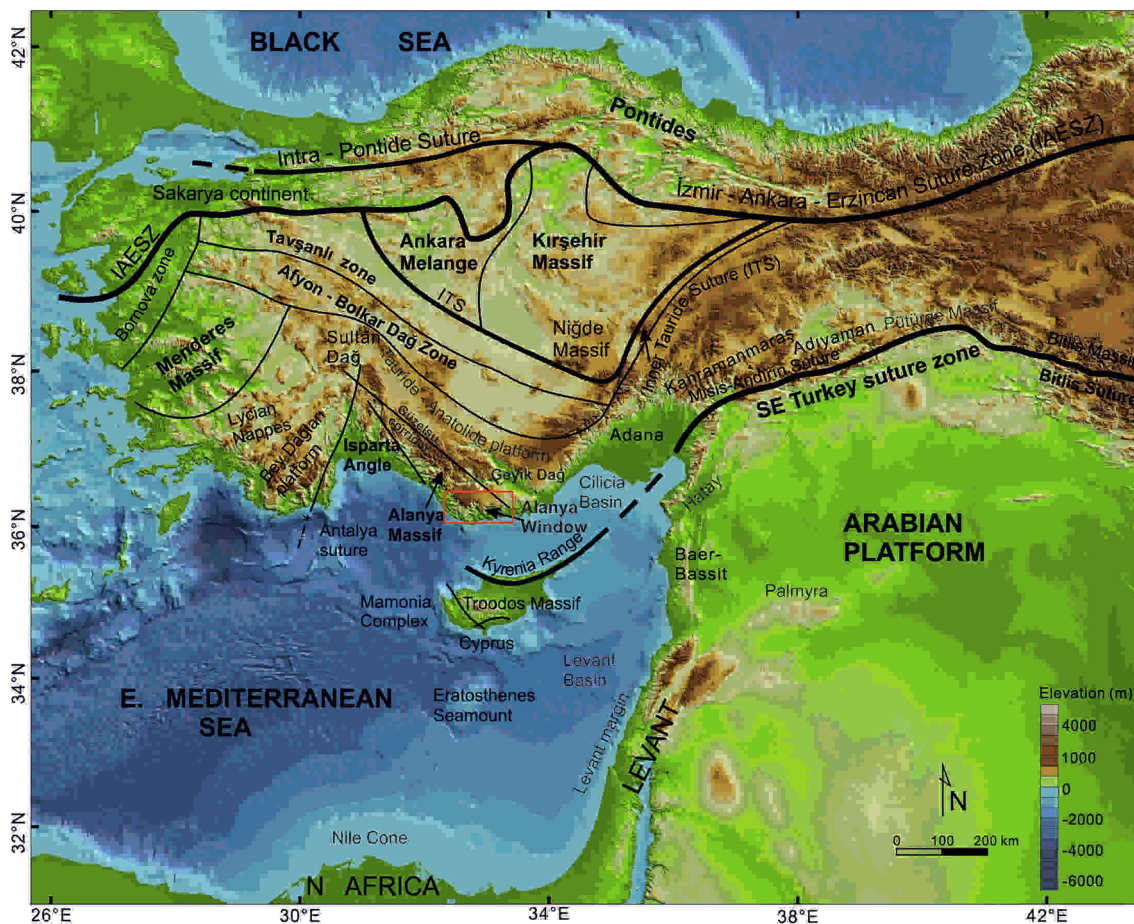 BLACK SEA
42°N
42°N
Pontides
Intra - Pontide Suture
İzmir - Ankara - Erzincan Suture Zone (IAESZ)
Sakarya continent
40°N
40°N
IAESZ
Bornova zone
Tavşanlı zone
Ankara
Melange
Kırşehir
Massif
Afyon - Bolkar Dağ Zone
ITS
Inner Tauride Suture (ITS)
Niğde
Massif
Menderes
Massif
Sultan
Dağ
Tauride - Anatolide platform
Kahramanmaraş
Adıyaman
Pütürge Massif
Bitlis Massif
Misis-Andırın Suture
SE Turkey suture zone
Bitlis Suture
38°N
38°N
Lycian
Nappes
Bey Dağları
platform
Isparta
Angle
Adana
Geyik Dağ
Cilicia
Basin
Hatay
Alanya
Massif
Alanya
Window
36°N
36°N
Antalya
suture
Kyrenia Range
ARABIAN
PLATFORM
Baer-
Bassit
Palmyra
Mamonia
Complex
Troodos Massif
Cyprus
Levant
Basin
34°N
34°N
E. MEDITERRANEAN
SEA
Eratosthenes
Seamount
Levant margin
LEVANT
Elevation (m)
4000
1000
0
-2000
-4000
-6000
N
0 100 200 km
32°N
32°N
Nile Cone
N AFRICA
26°E 30°E 34°E 38°E 42°E